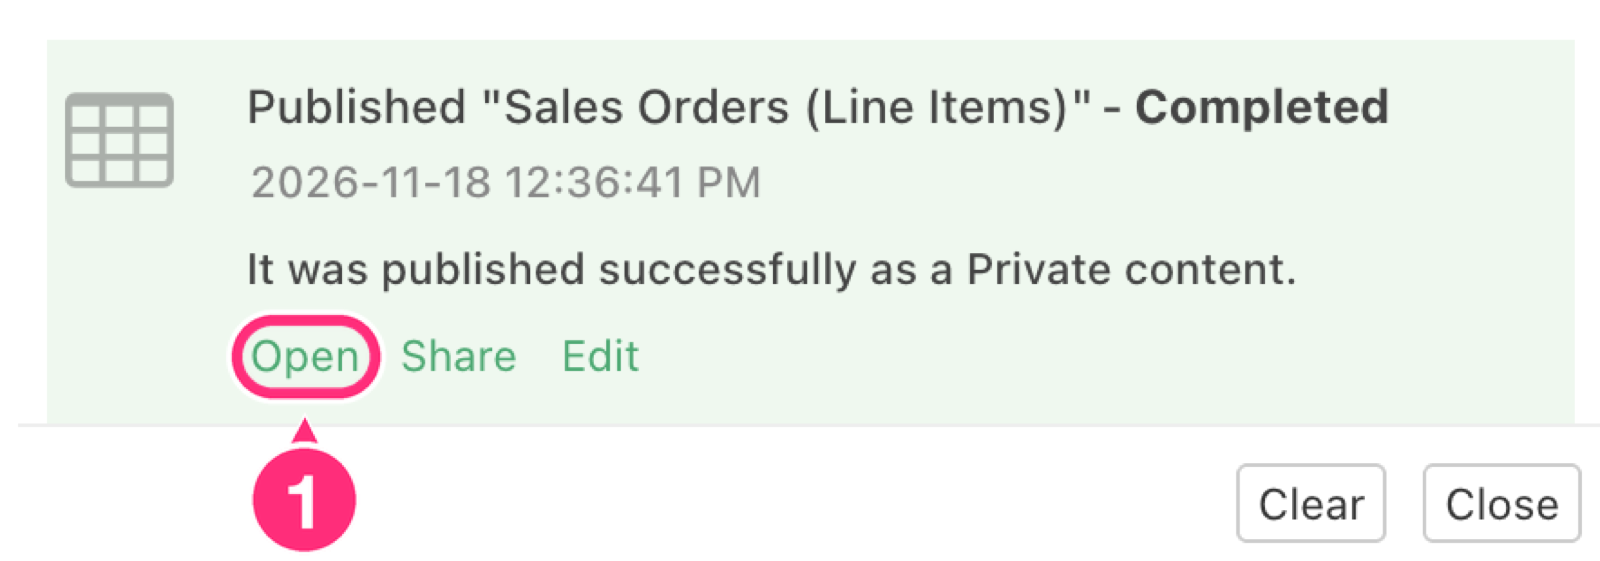 Published "Sales Orders (Line Items)" - Completed
2026-11-18 12:36:41 PM
It was published successfully as a Private content.
Open Share Edit
1
Clear Close